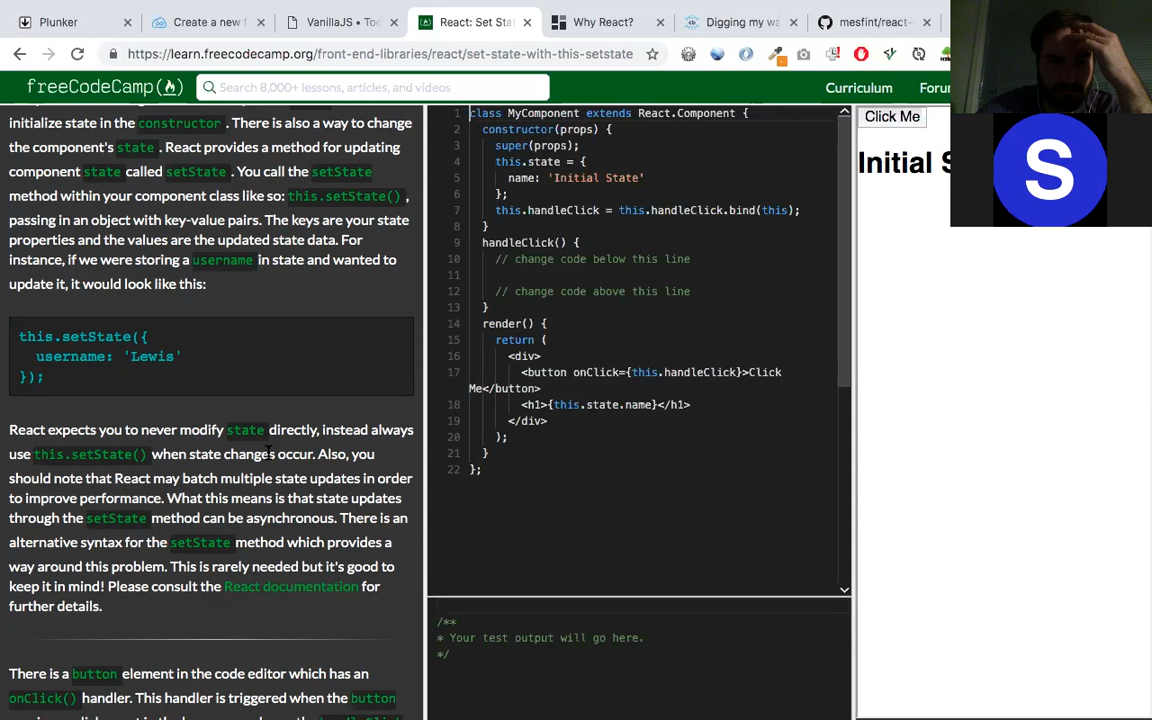 Plunker
Create a new f
VanillaJS • Too
React: Set Stat
Why React?
Digging my wa
mesfint/react-
https://learn.freecodecamp.org/front-end-libraries/react/set-state-with-this-setstate
freeCodeCamp
Search 8,000+ lessons, articles, and videos
Curriculum
Forum
initialize state in the constructor . There is also a way to change
the component's state . React provides a method for updating
component state called setState . You call the setState
method within your component class like so: this.setState() ,
passing in an object with key-value pairs. The keys are your state
properties and the values are the updated state data. For
instance, if we were storing a username in state and wanted to
update it, it would look like this:
this.setState({
username: 'Lewis'
});
React expects you to never modify state directly, instead always
use this.setState() when state changes occur. Also, you
should note that React may batch multiple state updates in order
to improve performance. What this means is that state updates
through the setState method can be asynchronous. There is an
alternative syntax for the setState method which provides a
way around this problem. This is rarely needed but it's good to
keep it in mind! Please consult the React documentation for
further details.
There is a button element in the code editor which has an
onClick() handler. This handler is triggered when the button
1 class MyComponent extends React.Component {
2 constructor(props) {
3 super(props);
4 this.state = {
5 name: 'Initial State'
6 };
7 this.handleClick = this.handleClick.bind(this);
8 }
9 handleClick() {
10 // change code below this line
11
12 // change code above this line
13 }
14 render() {
15 return (
16 <div>
17 <button onClick={this.handleClick}>Click
Me</button>
18 <h1>{this.state.name}</h1>
19 </div>
20 );
21 }
22 };
/**
* Your test output will go here.
*/
Click Me
Initial S
S